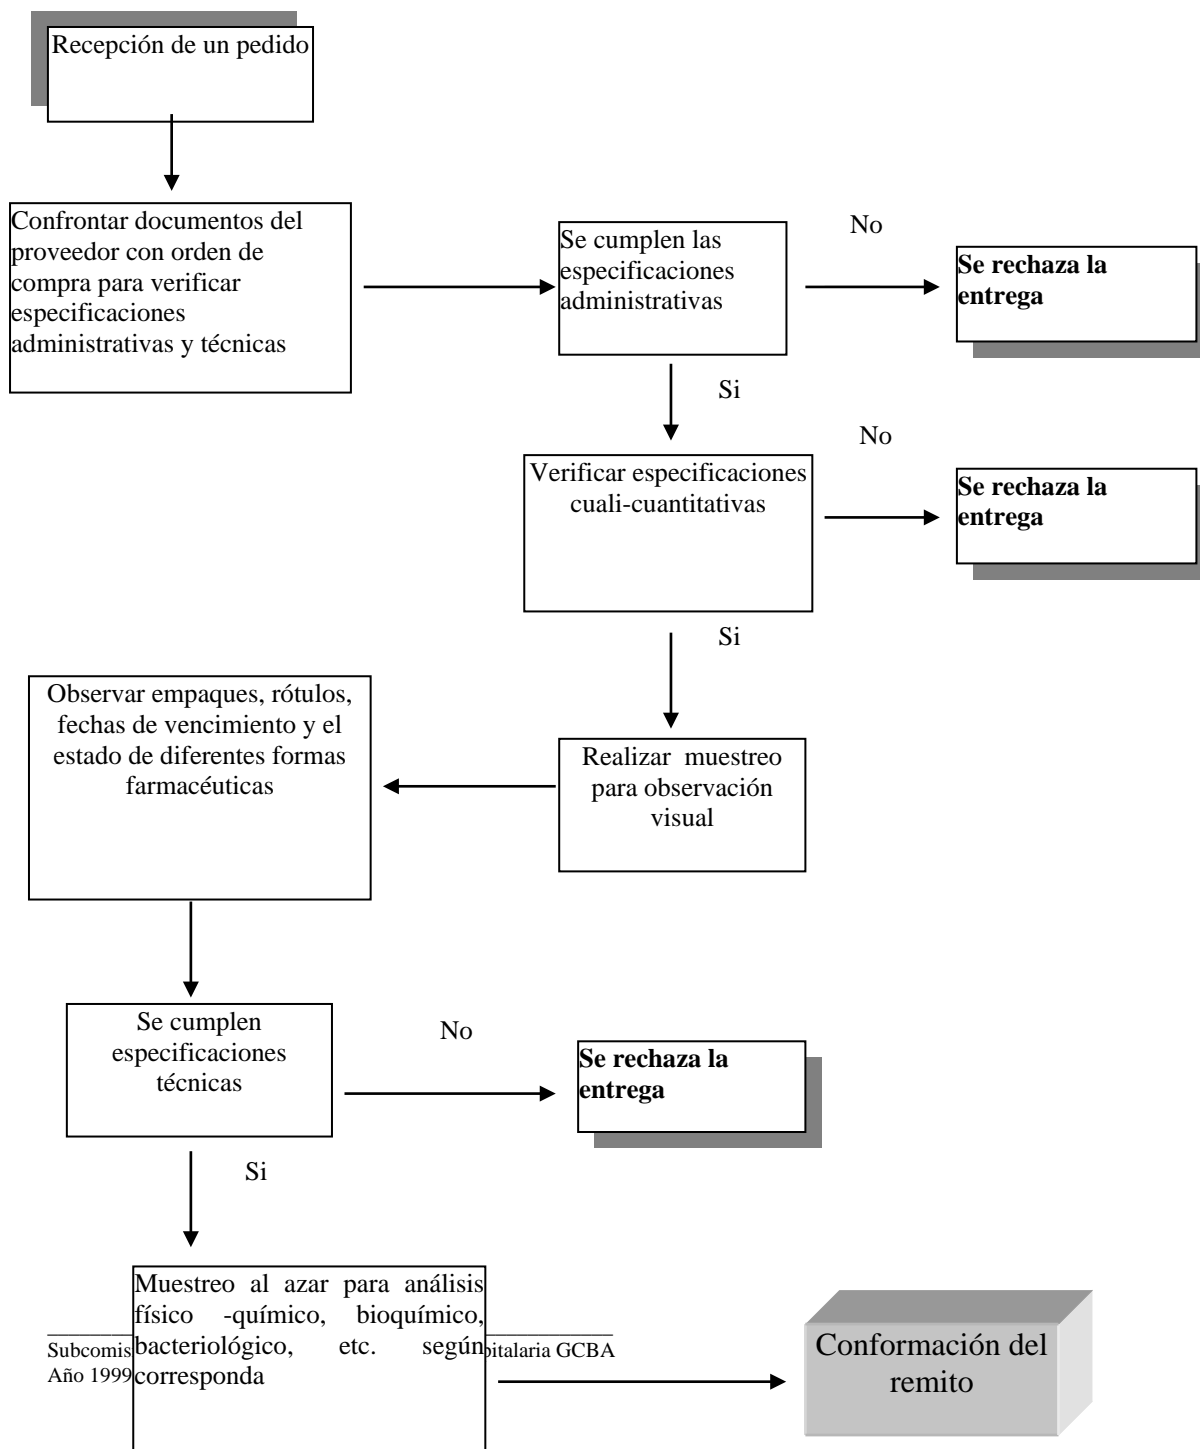 Recepción de un pedido
Confrontar documentos del
proveedor con orden de
compra para verificar
especificaciones
administrativas y técnicas
Se cumplen las
especificaciones
administrativas
No
Se rechaza la
entrega
Si
Verificar especificaciones
cuali-cuantitativas
No
Se rechaza la
entrega
Si
Realizar muestreo
para observación
visual
Observar empaques, rótulos,
fechas de vencimiento y el
estado de diferentes formas
farmacéuticas
Se cumplen
especificaciones
técnicas
No
Se rechaza la
entrega
Si
Muestreo al azar para análisis
físico -químico, bioquímico,
bacteriológico, etc. según
corresponda
Conformación del
remito
GCBA
Año 1999